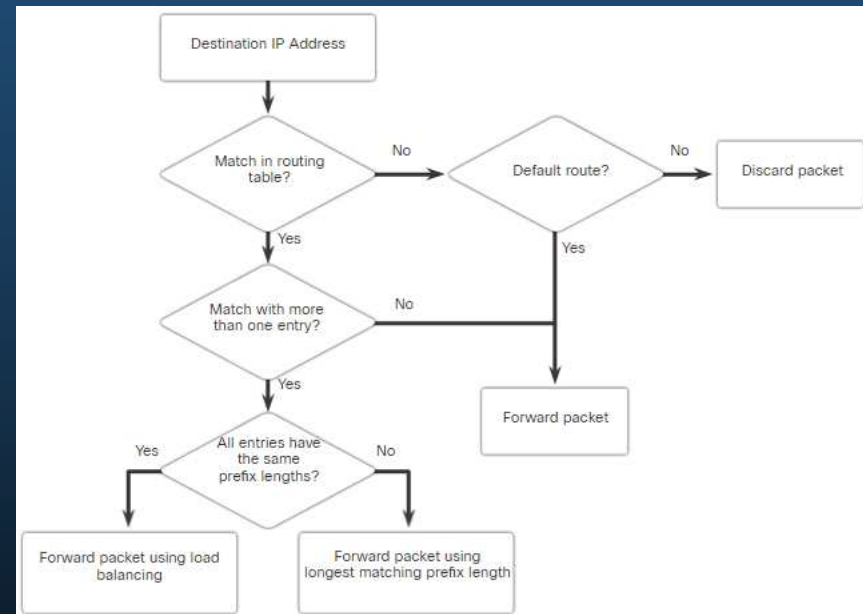 Destination IP Address
Match in routing
table?
No
Default route?
No
Discard packet
Yes
Yes
Match with more
than one entry?
No
Yes
Forward packet
All entries have
the same
prefix lengths?
Yes
No
Forward packet using load
balancing
Forward packet using
longest matching prefix length